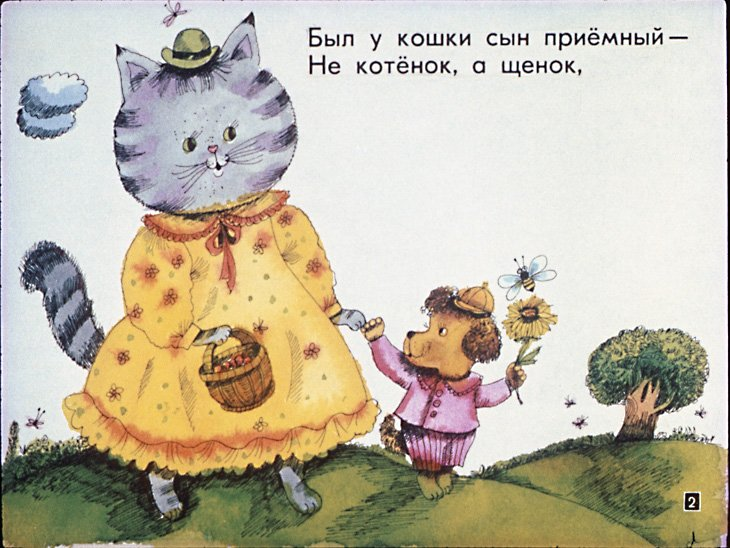 Был у кошки сын приёмный —
Не котёнок, а щенок,
2